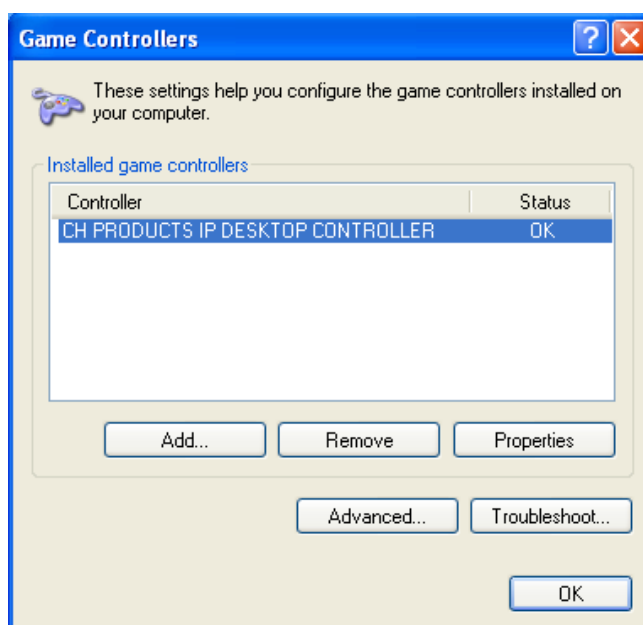 Game Controllers
?
These settings help you configure the game controllers installed on
your computer.
Installed game controllers
Controller Status
CH PRODUCTS IP DESKTOP CONTROLLER OK
Add... Remove Properties
Advanced... Troubleshoot...
OK